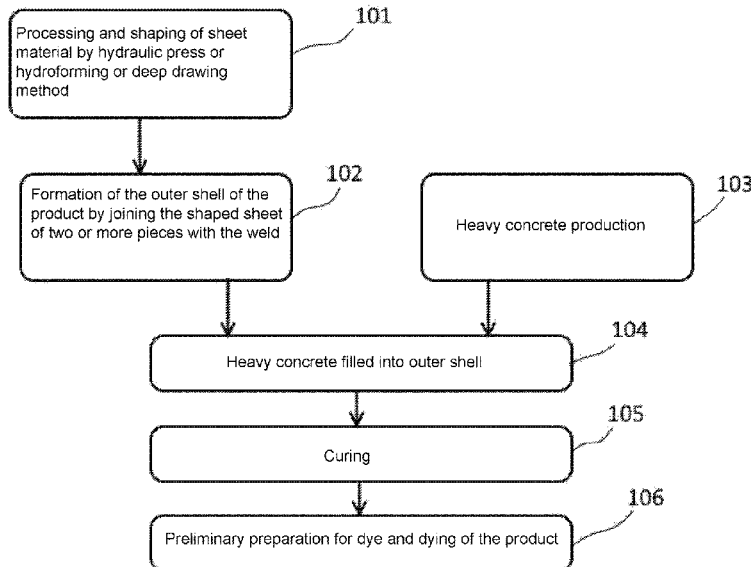 101
Processing and shaping of sheet
material by hydraulic press or
hydroforming or deep drawing
method
102
Formation of the outer shell of the
product by joining the shaped sheet
of two or more pieces with the weld
103
Heavy concrete production
104
Heavy concrete filled into outer shell
105
Curing
106
Preliminary preparation for dye and dying of the product